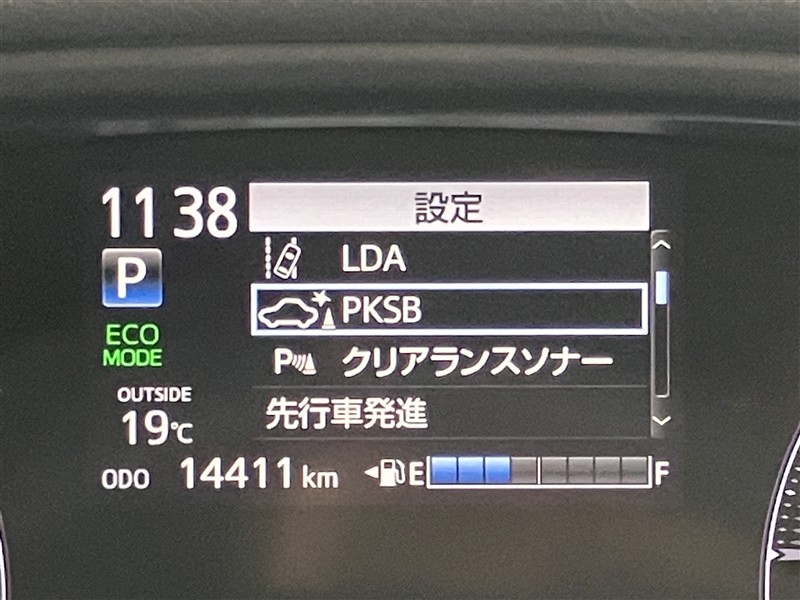 11 38
設定
LDA
P
PKSB
ECO
MODE
P クリアランスソナー
OUTSIDE
19℃
先行車発進
ODO 14411 km E F